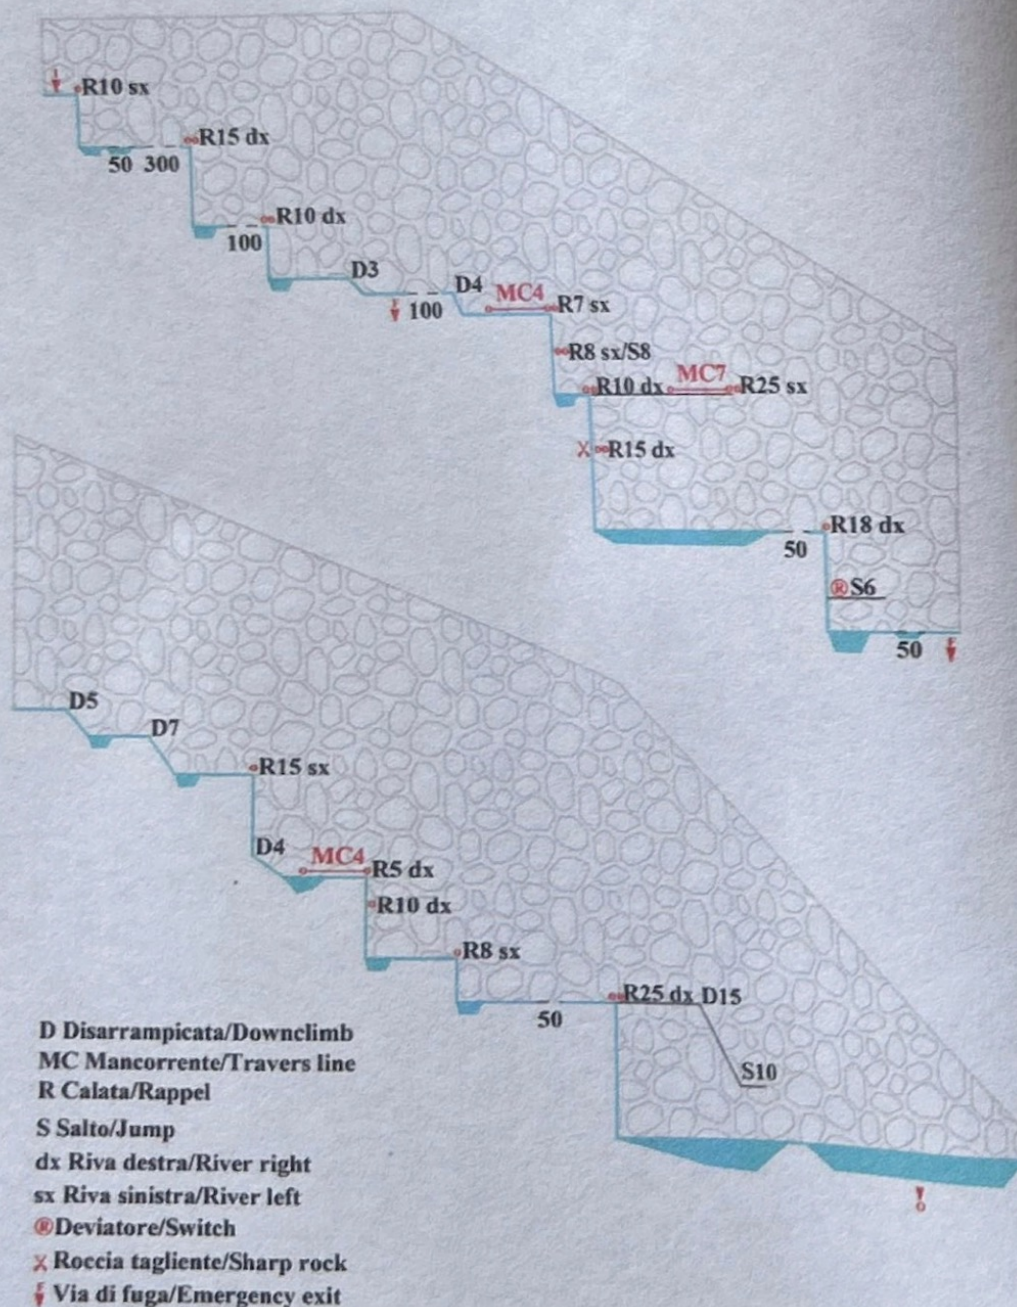 R10 sx
R15 dx
50 300
R10 dx
100
D3
D4 MC4 R7 sx
100
R8 sx/S8
R10 dx MC7 R25 sx
X R15 dx
R18 dx
50
®S6
50
D5
D7
R15 sx
D4
MC4 R5 dx
R10 dx
R8 sx
R25 dx D15
50
S10
D Disarrampicata/Downclimb
MC Mancorrente/Travers line
R Calata/Rappel
S Salto/Jump
dx Riva destra/River right
sx Riva sinistra/River left
®Deviatore/Switch
X Roccia tagliente/Sharp rock
Via di fuga/Emergency exit